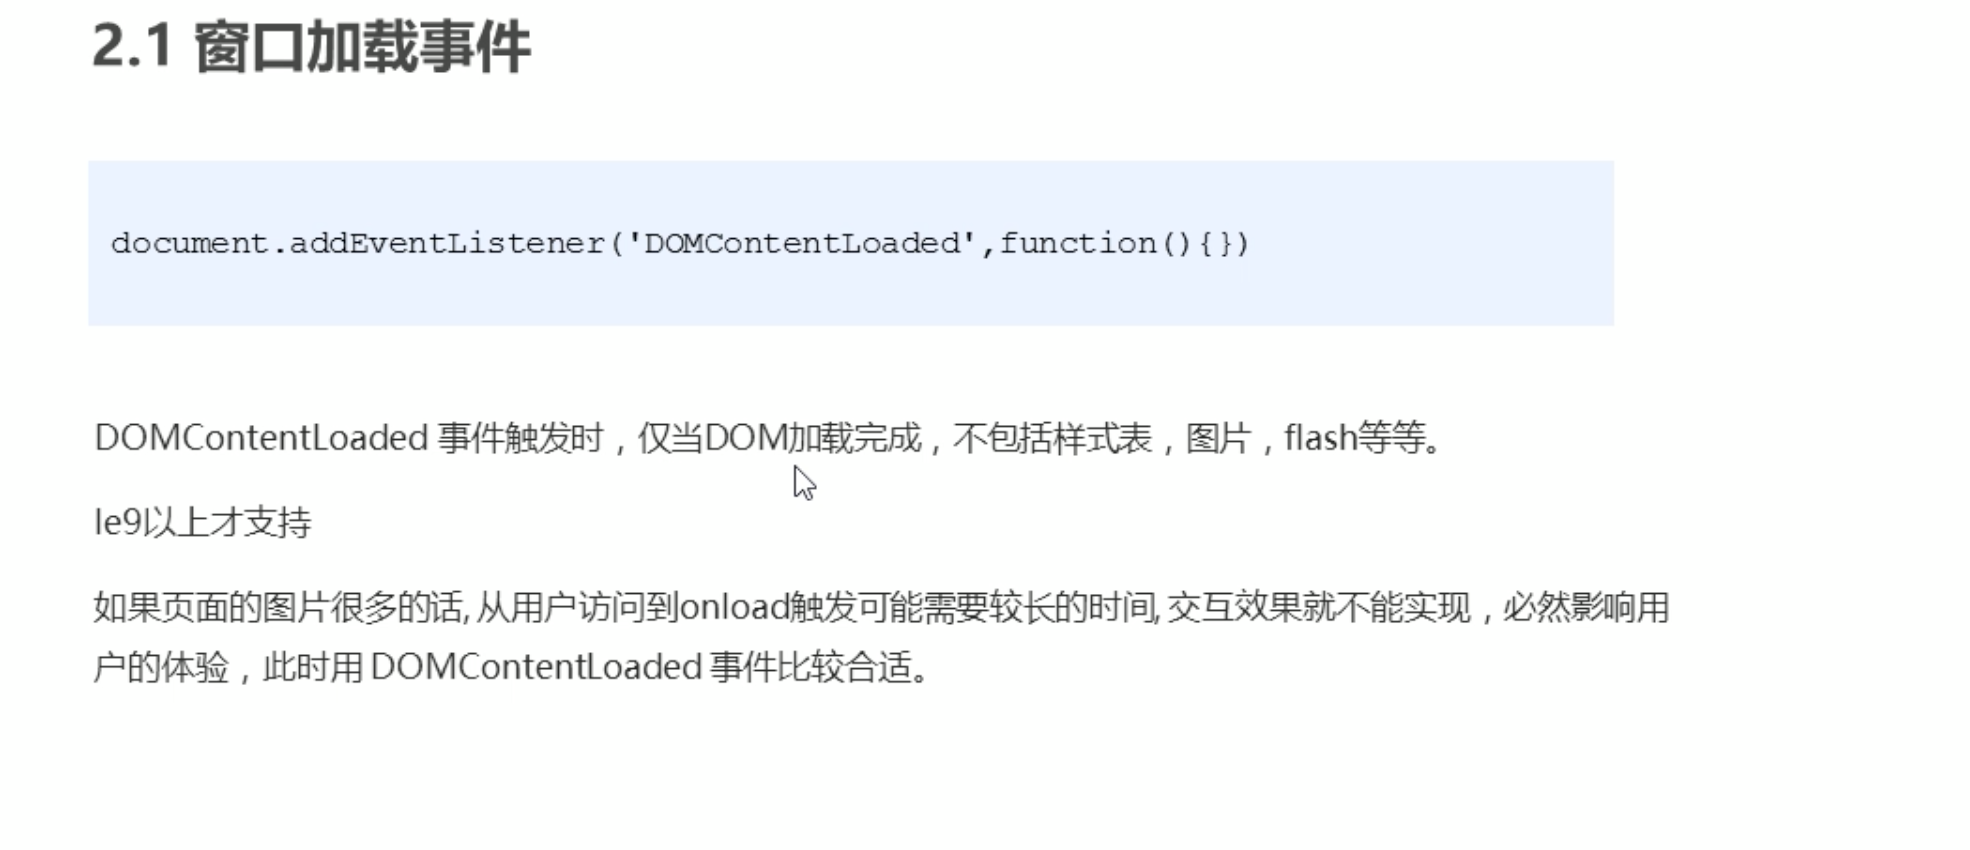 2.1 窗口加载事件
document.addEventListener('DOMContentLoaded',function(){})
DOMContentLoaded 事件触发时，仅当DOM加载完成，不包括样式表，图片，flash等等。
Ie9以上才支持
如果页面的图片很多的话, 从用户访问到onload触发可能需要较长的时间, 交互效果就不能实现，必然影响用
户的体验，此时用 DOMContentLoaded 事件比较合适。